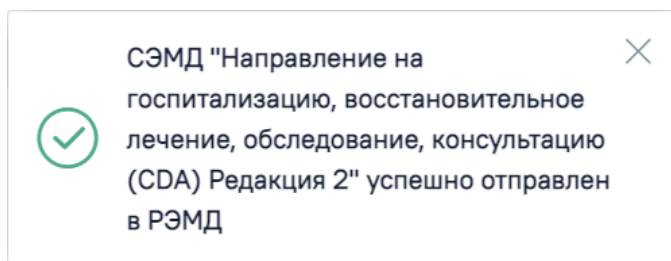 СЭМД "Направление на
госпитализацию, восстановительное
лечение, обследование, консультацию
(CDA) Редакция 2" успешно отправлен
в РЭМД